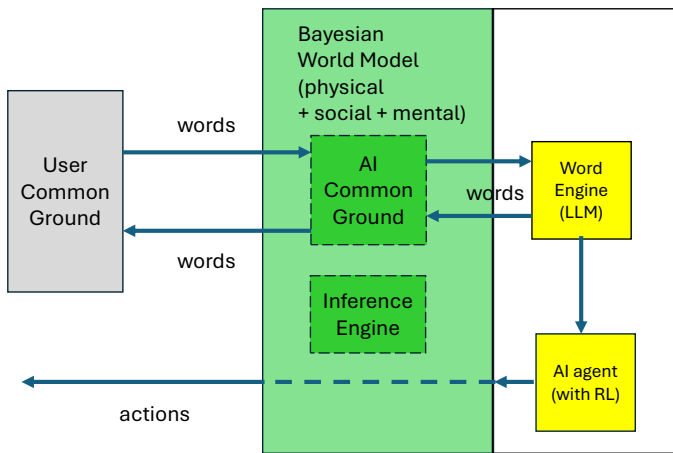 Bayesian
World Model
(physical
+ social + mental)
words
User
Common
Ground
AI
Common
Ground
words
Word
Engine
(LLM)
words
Inference
Engine
AI agent
(with RL)
actions